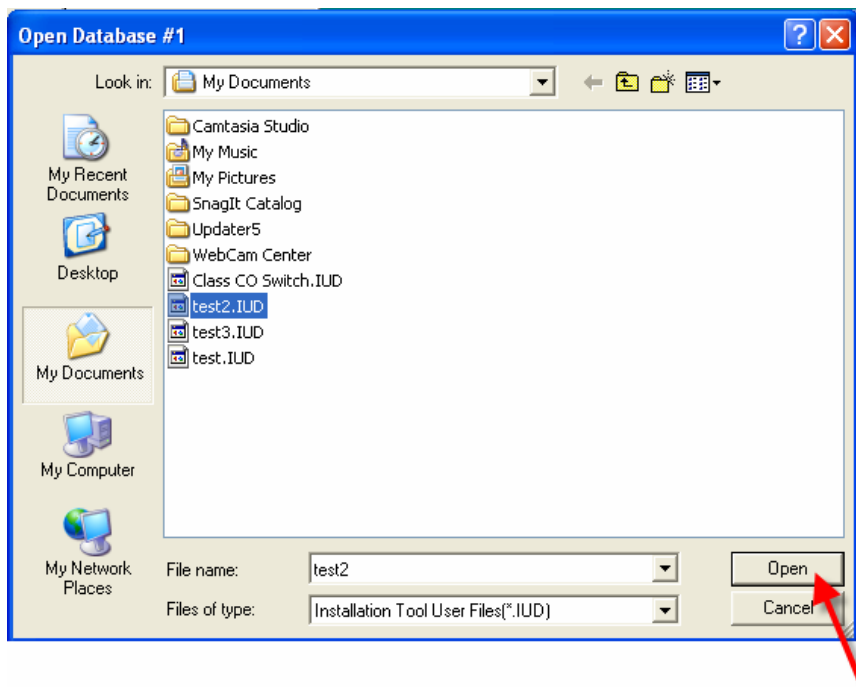 Open Database #1
Look in: My Documents
My Recent
Documents
Desktop
My Documents
My Computer
My Network
Places
Camtasia Studio
My Music
My Pictures
SnagIt Catalog
Updater5
WebCam Center
Class CO Switch.IUD
test2.IUD
test3.IUD
test.IUD
File name: test2 Open
Files of type: Installation Tool User Files(*.IUD) Cancel